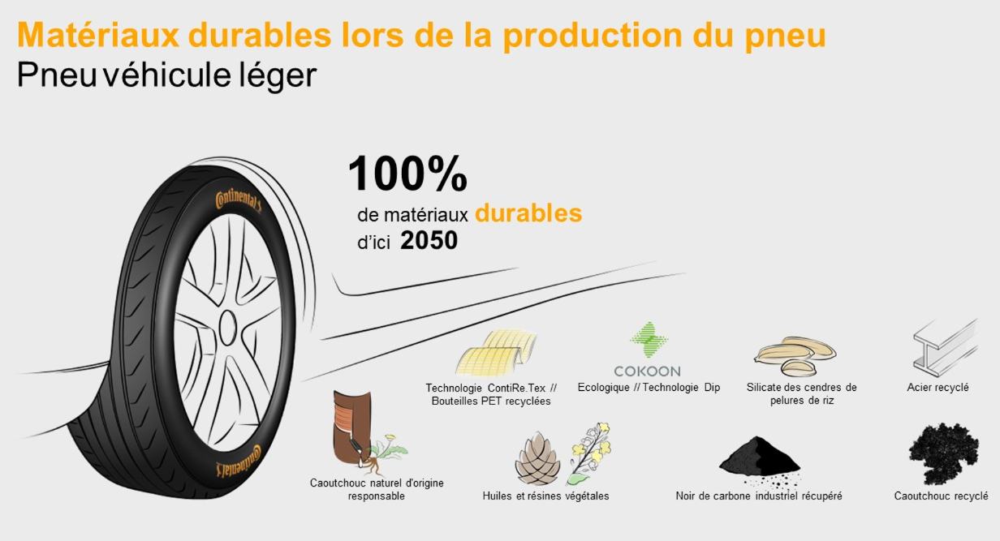 Matériaux durables lors de la production du pneu
Pneu véhicule léger
100%
de matériaux durables
d'ici 2050
Continental
Continental
COKOON
Technologie ContiRe.Tex //
Bouteilles PET recyclées
Ecologique // Technologie Dip
Silicate des cendres de
pelures de riz
Acier recyclé
Caoutchouc naturel d'origine
responsable
Huiles et résines végétales
Noir de carbone industriel récupéré
Caoutchouc recyclé